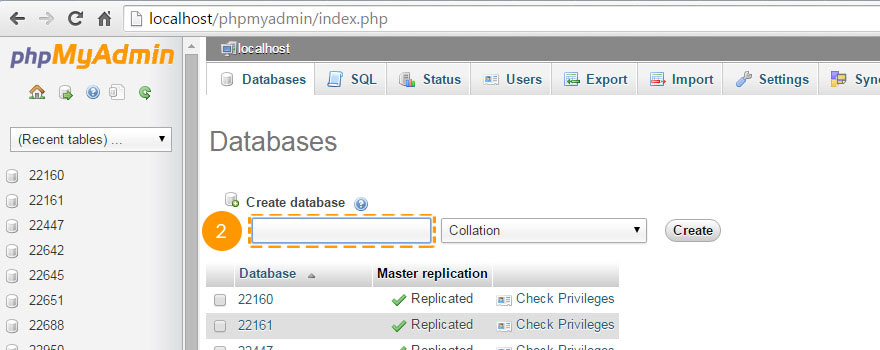 localhost/phpmyadmin/index.php
phpMyAdmin
(Recent tables) ...
22160
22161
22447
22642
22645
22651
22688
localhost
Databases SQL Status Users Export Import Settings
Databases
Create database
2
Collation Create
Database Master replication
22160 Replicated Check Privileges
22161 Replicated Check Privileges